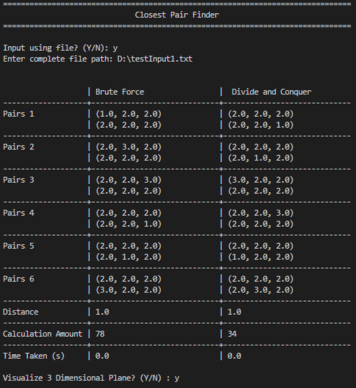 ================================================================================
Closest Pair Finder
================================================================================
Input using file? (Y/N): y
Enter complete file path: D:\testInput1.txt
| Brute Force | Divide and Conquer
--------------------+------------------------------+------------------------------
Pairs 1 | (1.0, 2.0, 2.0) | (2.0, 2.0, 2.0)
| (2.0, 2.0, 2.0) | (2.0, 2.0, 1.0)
--------------------+------------------------------+------------------------------
Pairs 2 | (2.0, 3.0, 2.0) | (2.0, 2.0, 2.0)
| (2.0, 2.0, 2.0) | (2.0, 1.0, 2.0)
--------------------+------------------------------+------------------------------
Pairs 3 | (2.0, 2.0, 3.0) | (3.0, 2.0, 2.0)
| (2.0, 2.0, 2.0) | (2.0, 2.0, 2.0)
--------------------+------------------------------+------------------------------
Pairs 4 | (2.0, 2.0, 2.0) | (2.0, 2.0, 3.0)
| (2.0, 2.0, 1.0) | (2.0, 2.0, 2.0)
--------------------+------------------------------+------------------------------
Pairs 5 | (2.0, 2.0, 2.0) | (2.0, 2.0, 2.0)
| (2.0, 1.0, 2.0) | (1.0, 2.0, 2.0)
--------------------+------------------------------+------------------------------
Pairs 6 | (2.0, 2.0, 2.0) | (2.0, 2.0, 2.0)
| (3.0, 2.0, 2.0) | (2.0, 3.0, 2.0)
--------------------+------------------------------+------------------------------
Distance | 1.0 | 1.0
--------------------+------------------------------+------------------------------
Calculation Amount | 78 | 34
--------------------+------------------------------+------------------------------
Time Taken (s) | 0.0 | 0.0
Visualize 3 Dimensional Plane? (Y/N) : y